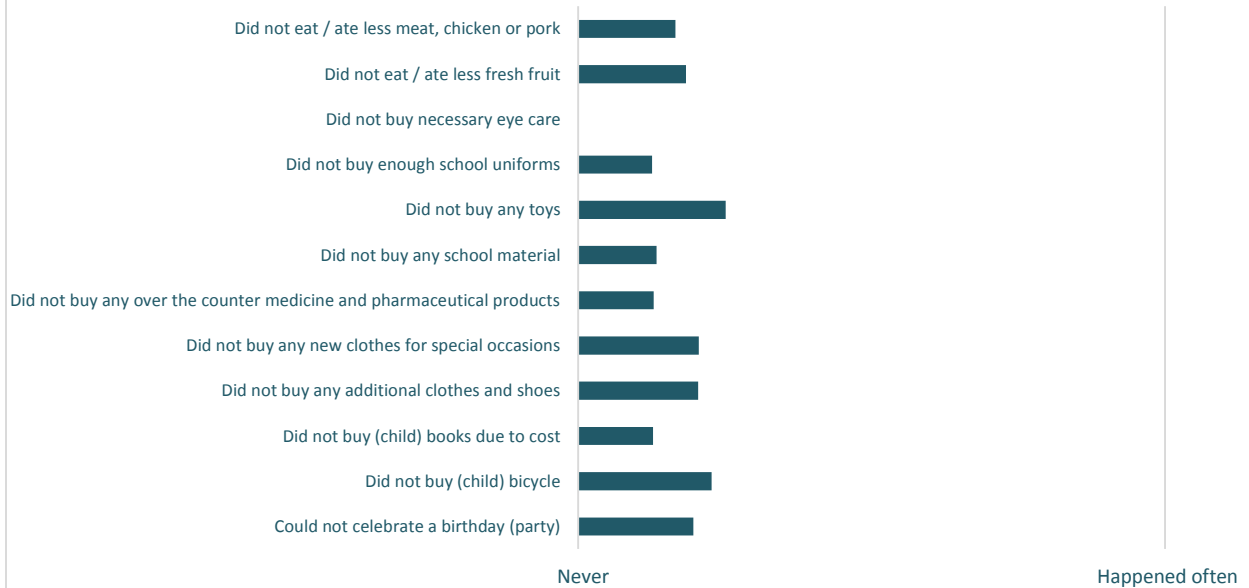 Did not eat / ate less meat, chicken or pork
Did not eat / ate less fresh fruit
Did not buy necessary eye care
Did not buy enough school uniforms
Did not buy any toys
Did not buy any school material
Did not buy any over the counter medicine and pharmaceutical products
Did not buy any new clothes for special occasions
Did not buy any additional clothes and shoes
Did not buy (child) books due to cost
Did not buy (child) bicycle
Could not celebrate a birthday (party)
Never Happened often